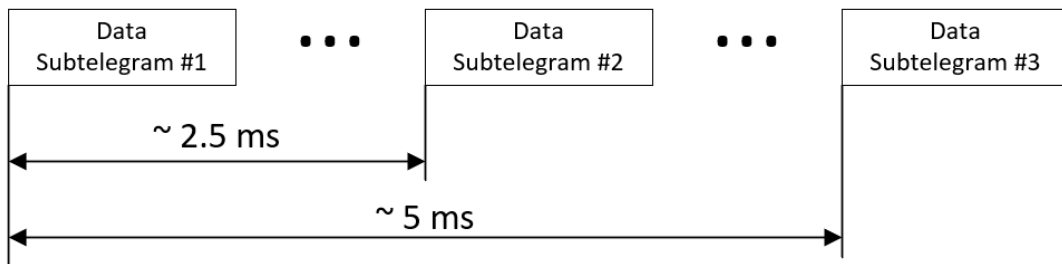 Data
Subtelegram #1
• • •
Data
Subtelegram #2
• • •
Data
Subtelegram #3
~ 2.5 ms
~ 5 ms